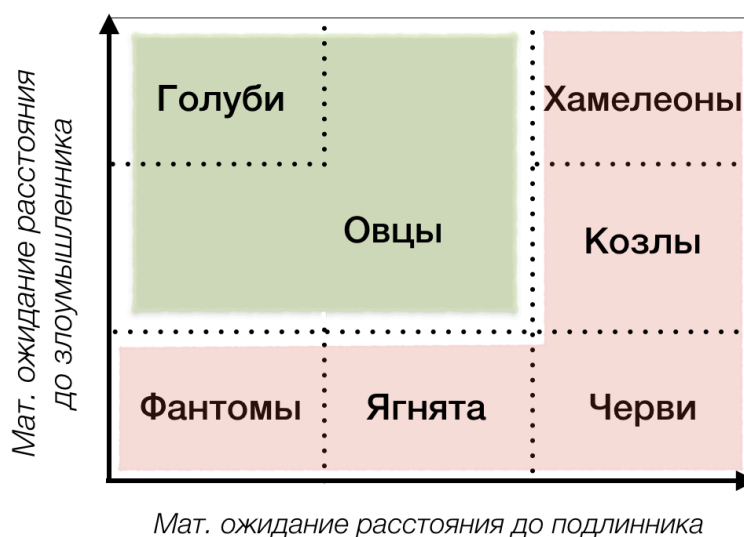 Мат. ожидание расстояния
до злоумышленника
Голуби
Хамелеоны
Овцы
Козлы
Фантомы
Ягнята
Черви
Мат. ожидание расстояния до подлинника